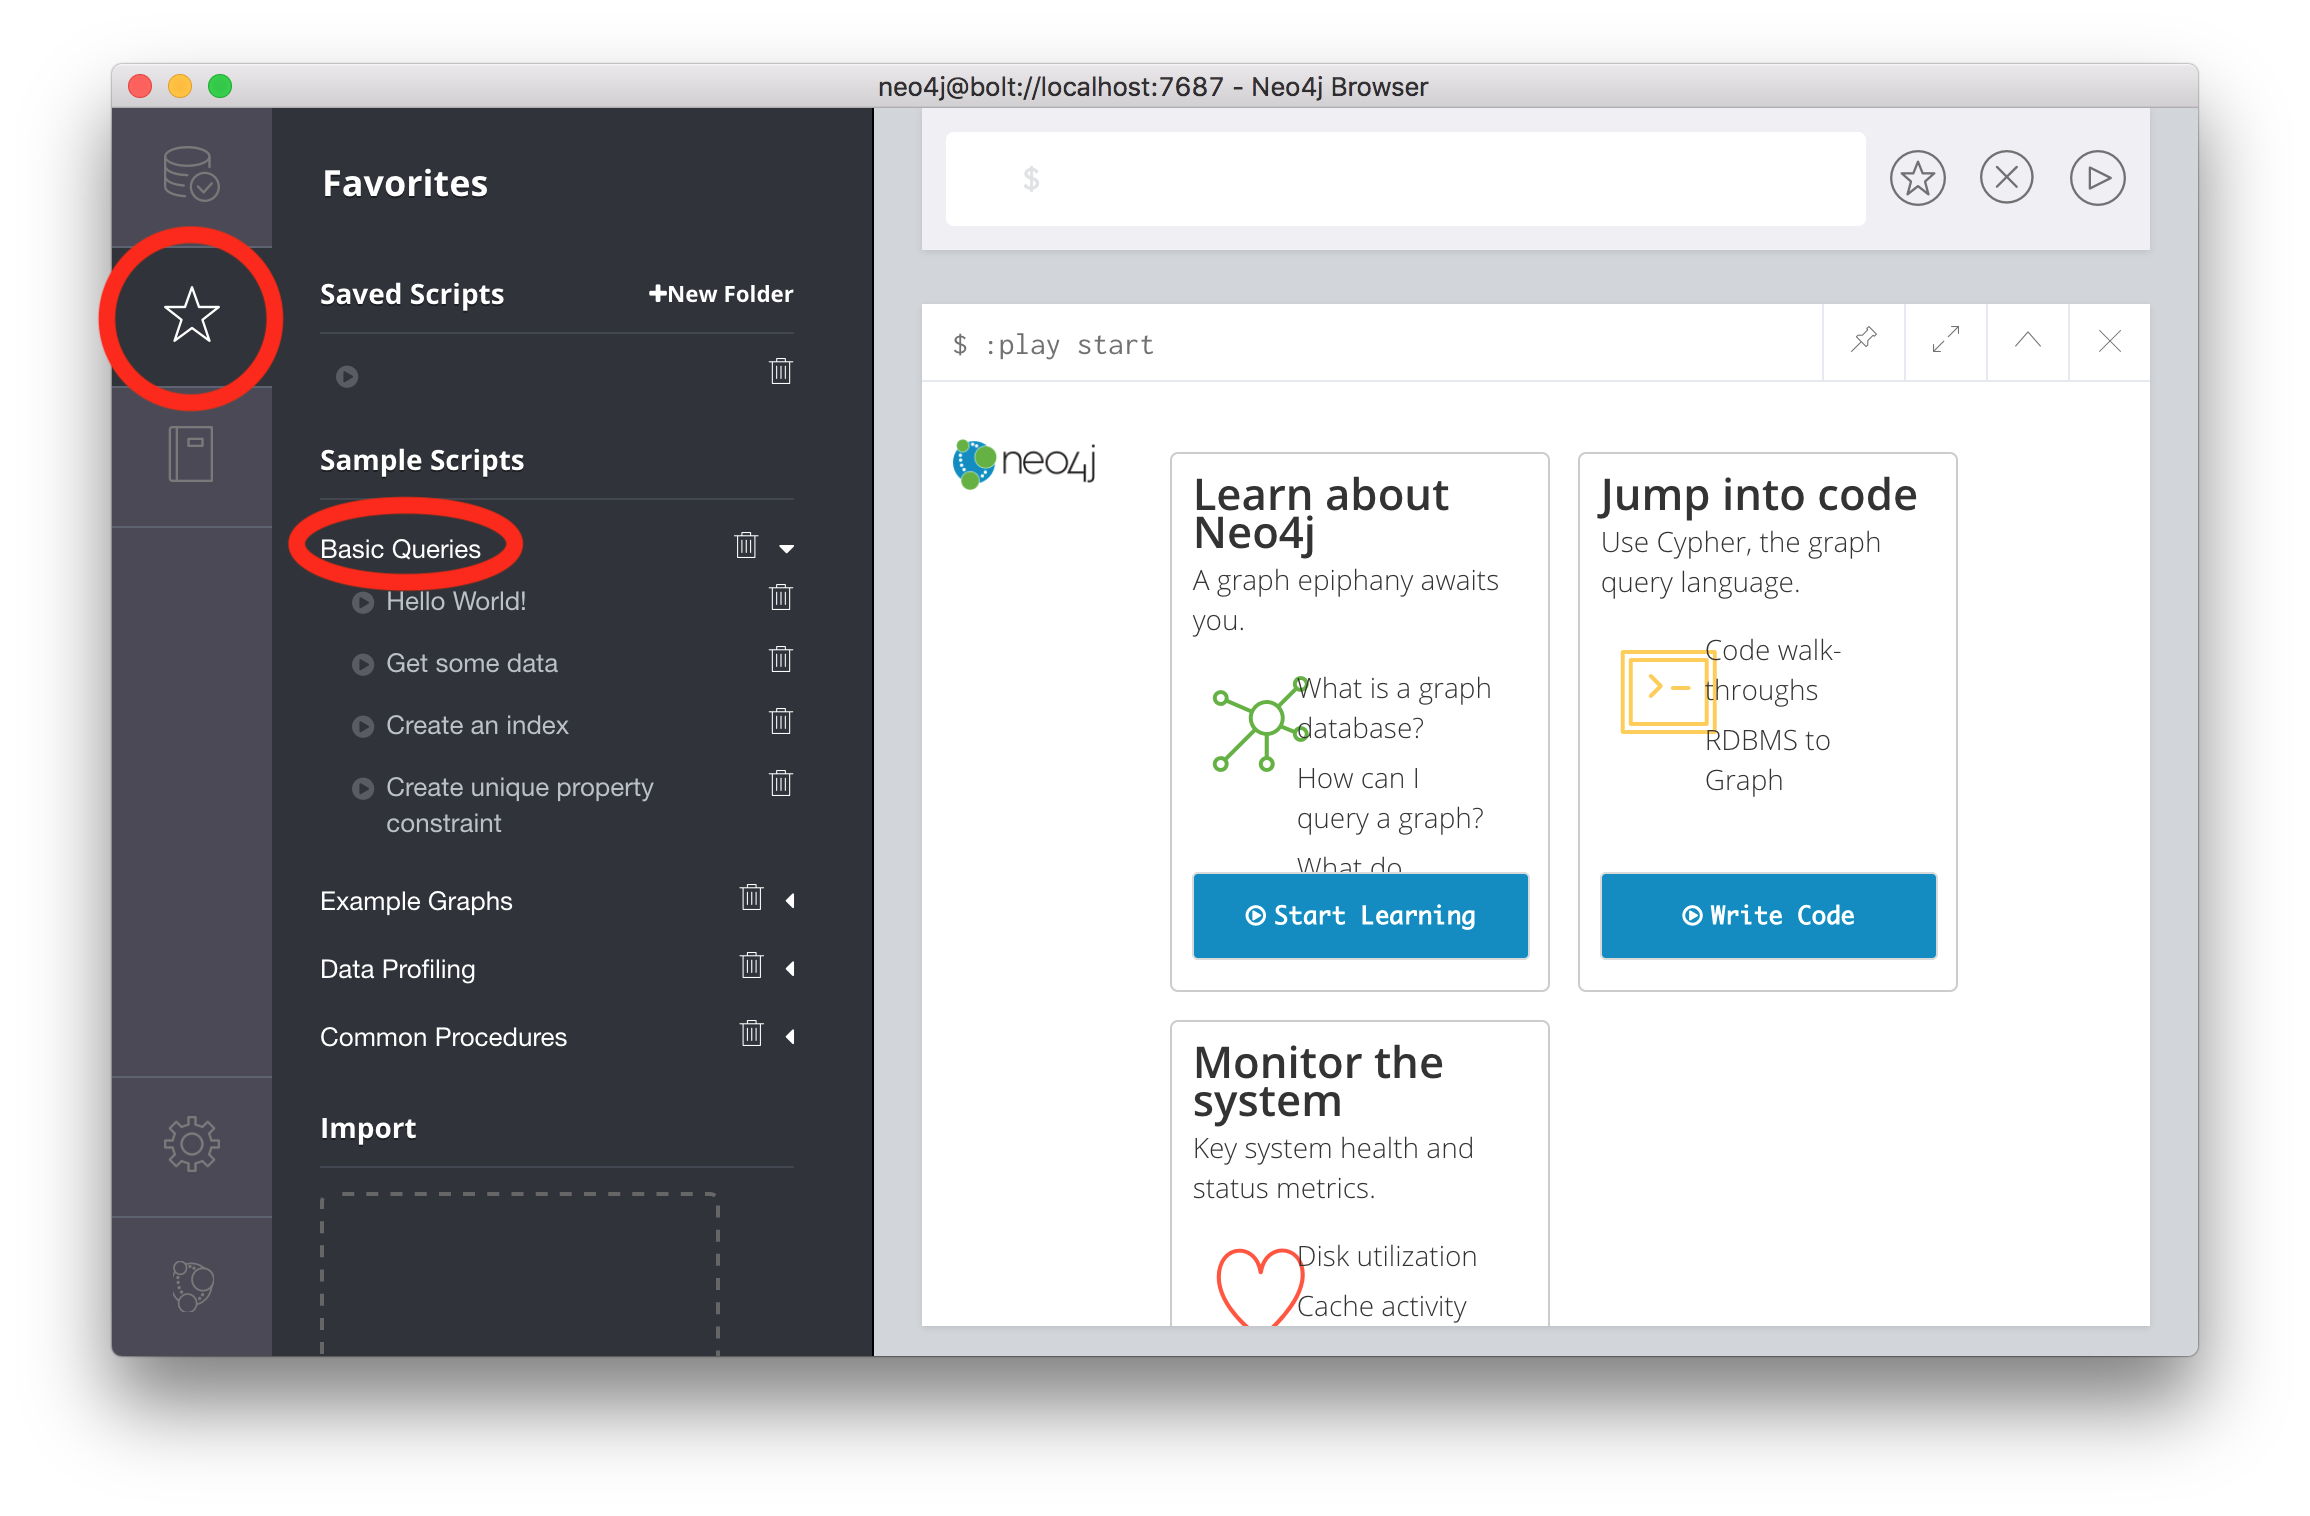 neo4j@bolt://localhost:7687 - Neo4j Browser
Favorites
Saved Scripts
+New Folder
Sample Scripts
Basic Queries
Hello World!
Get some data
Create an index
Create unique property
constraint
Example Graphs
Data Profiling
Common Procedures
Import
$
$ :play start
neo4j
Learn about
Neo4j
A graph epiphany awaits
you.
What is a graph
database?
How can I
query a graph?
What do
Start Learning
Jump into code
Use Cypher, the graph
query language.
Code walk-
throughs
RDBMS to
Graph
Write Code
Monitor the
system
Key system health and
status metrics.
Disk utilization
Cache activity